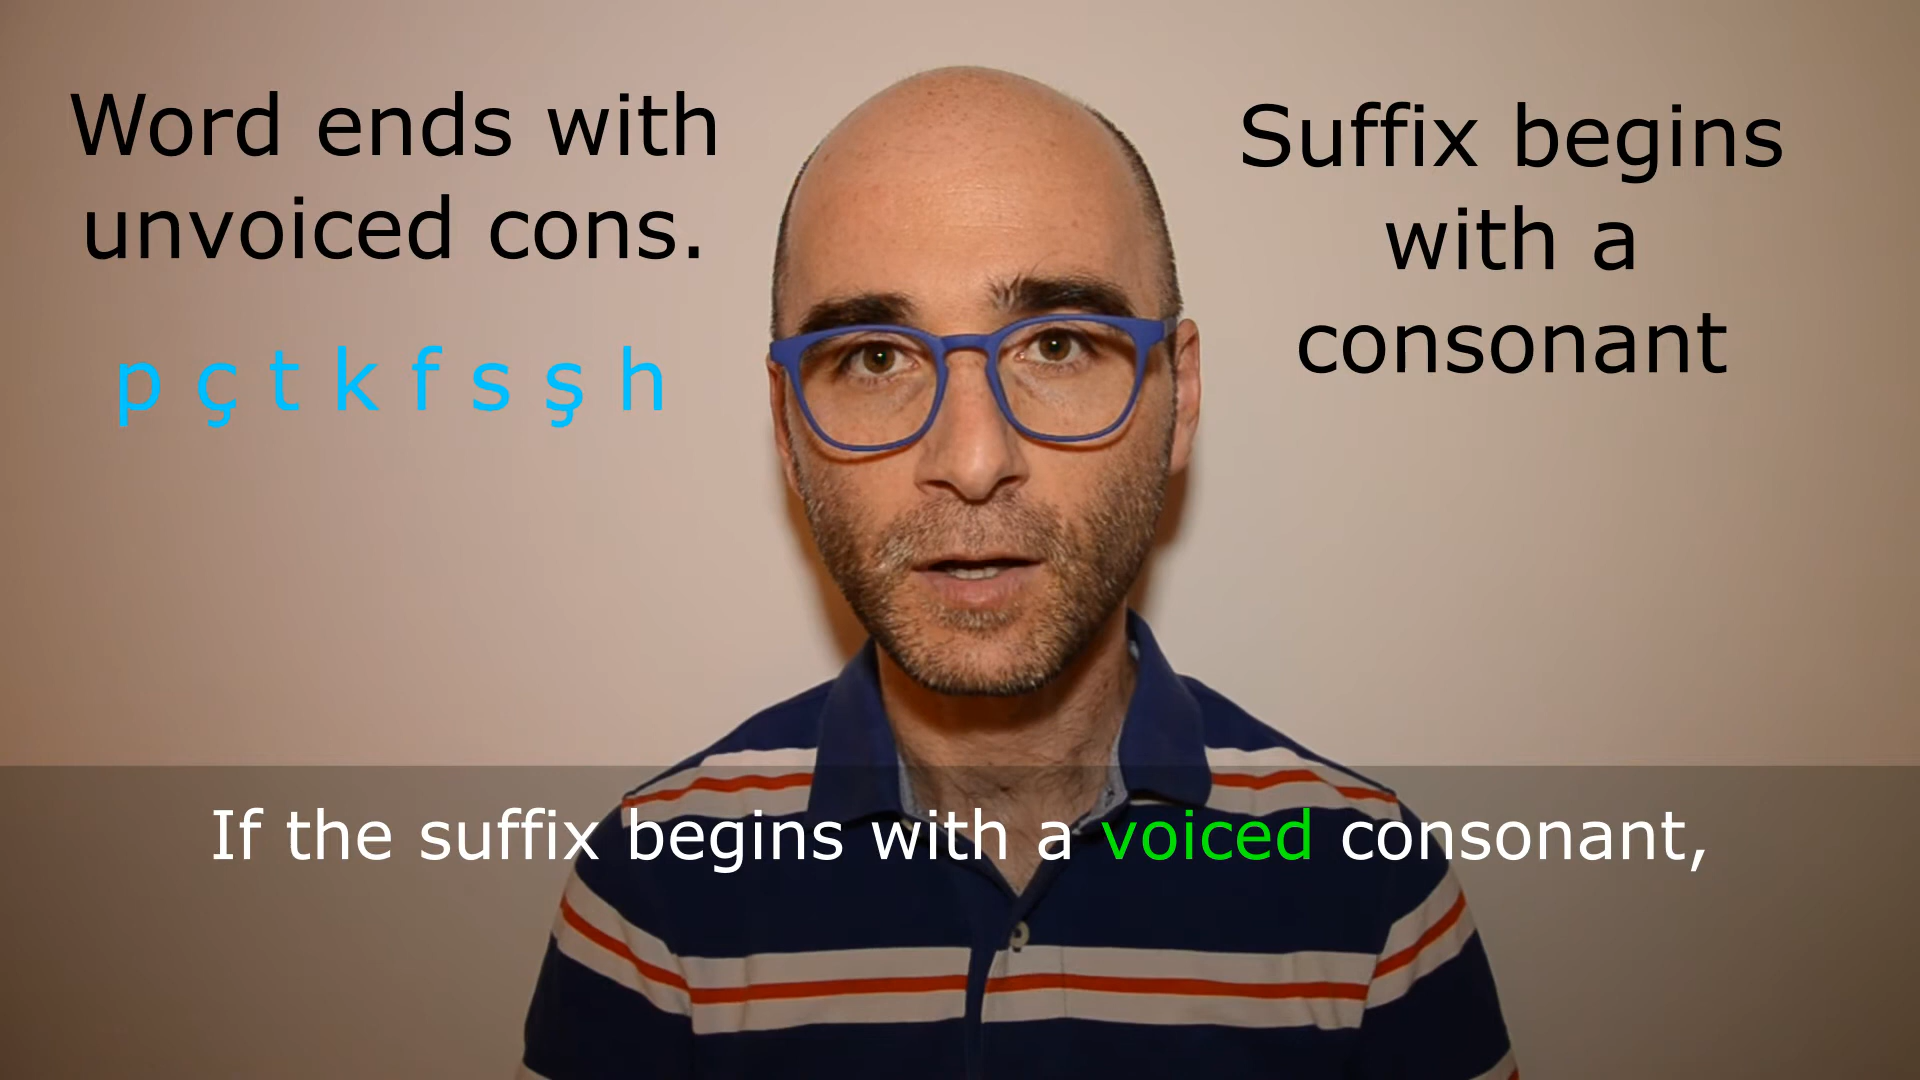 Word ends with
unvoiced cons.
p ç t k f s ş h
Suffix begins
with a
consonant
If the suffix begins with a voiced consonant,